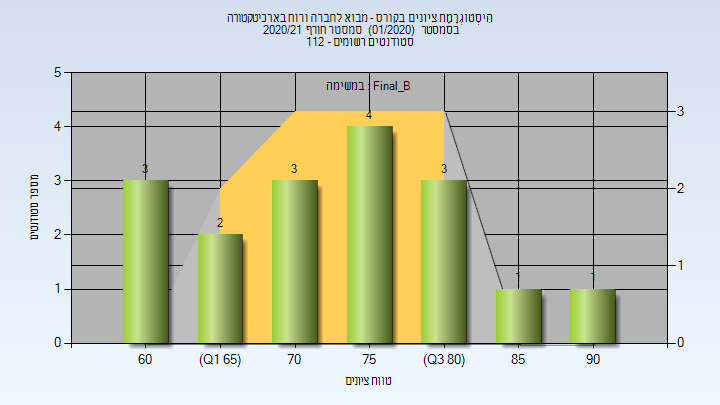 הִיסטוגְרָמַת ציונים בקורס - מבוא לחברה ורוח בארכיטקטורה
בסמסטר (01/2020) סמסטר חורף 2020/21
סטודנטים רשומים - 112
במשימה : Final_B
מספר סטודנטים
5
4
3
2
1
0
3
2
1
0
3
2
3
4
3
1
1
60
(Q1 65)
70
75
(Q3 80)
85
90
טווח ציונים